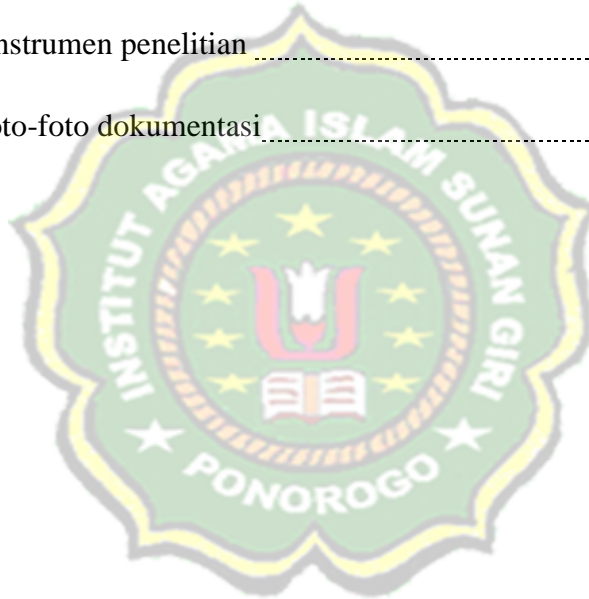 nstrumen penelitian
oto-foto dokumentasi
INSTITUT AGAMA ISLAM SUNAN GIRI
PONOROGO